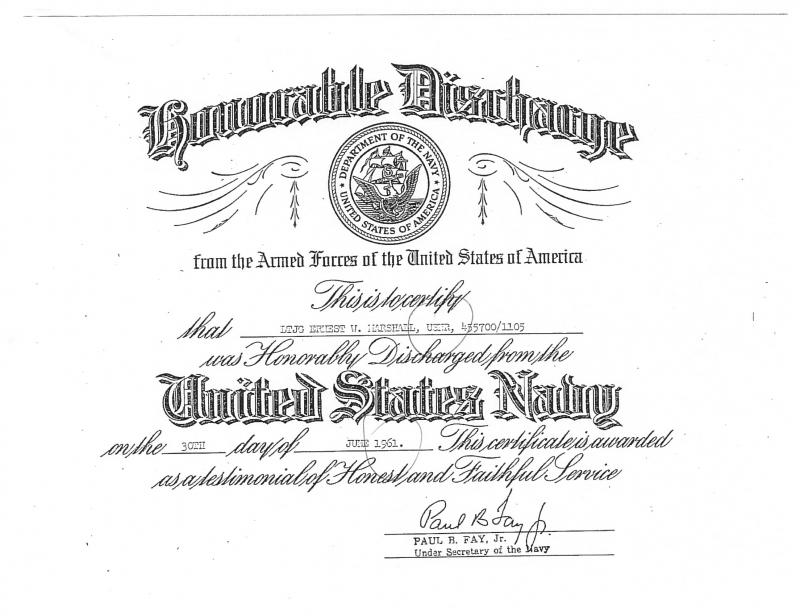 Honorable Discharge
DEPARTMENT OF THE NAVY
UNITED STATES OF AMERICA
from the Armed Forces of the United States of America
This is to certify
that LTJG ERNEST W. MARSHALL, USNR, 455700/1105
was Honorably Discharged from the
United States Navy
on the 30TH day of JUNE 1961. This certificate is awarded
as a testimonial of Honest and Faithful Service
Paul B Fay Jr.
PAUL B. FAY, Jr.
Under Secretary of the Navy